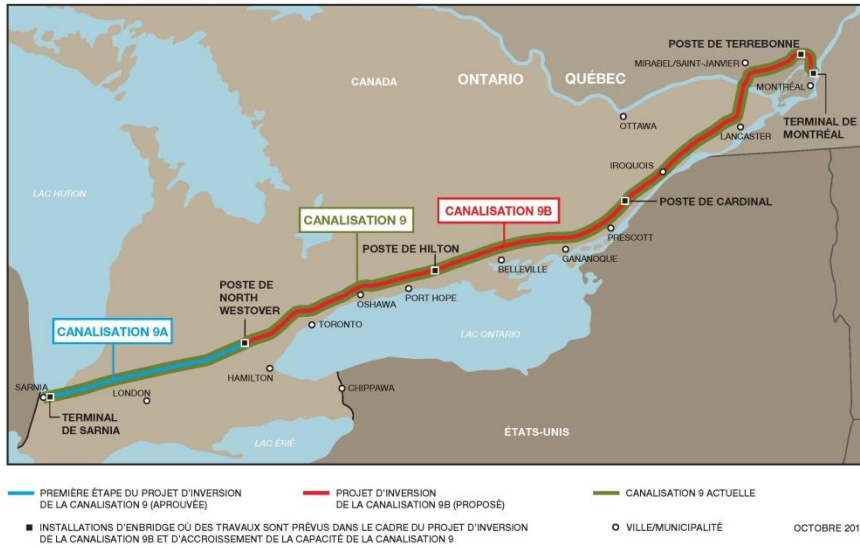 POSTE DE TERREBONNE
MIRABEL/SAINT-JANVIER
CANADA
ONTARIO
QUÉBEC
MONTRÉAL
TERMINAL DE
MONTRÉAL
OTTAWA
LANCASTER
IROQUOIS
LAC HURON
POSTE DE CARDINAL
CANALISATION 9
CANALISATION 9B
PRESCOTT
POSTE DE HILTON
GANANOQUE
BELLEVILLE
POSTE DE
NORTH
WESTOVER
OSHAWA
PORT HOPE
TORONTO
LAC ONTARIO
CANALISATION 9A
HAMILTON
CHIPPAWA
SARNIA
LONDON
TERMINAL
DE SARNIA
ÉTATS-UNIS
LAC ÉRIÉ
PREMIÈRE ÉTAPE DU PROJET D'INVERSION
DE LA CANALISATION 9 (APROUVÉE)
PROJET D'INVERSION
DE LA CANALISATION 9B (PROPOSÉ)
CANALISATION 9 ACTUELLE
INSTALLATIONS D'ENBRIDGE OÙ DES TRAVAUX SONT PRÉVUS DANS LE CADRE DU PROJET D'INVERSION
DE LA CANALISATION 9B ET D'ACCROISSEMENT DE LA CAPACITÉ DE LA CANALISATION 9
VILLE/MUNICIPALITÉ
OCTOBRE 201